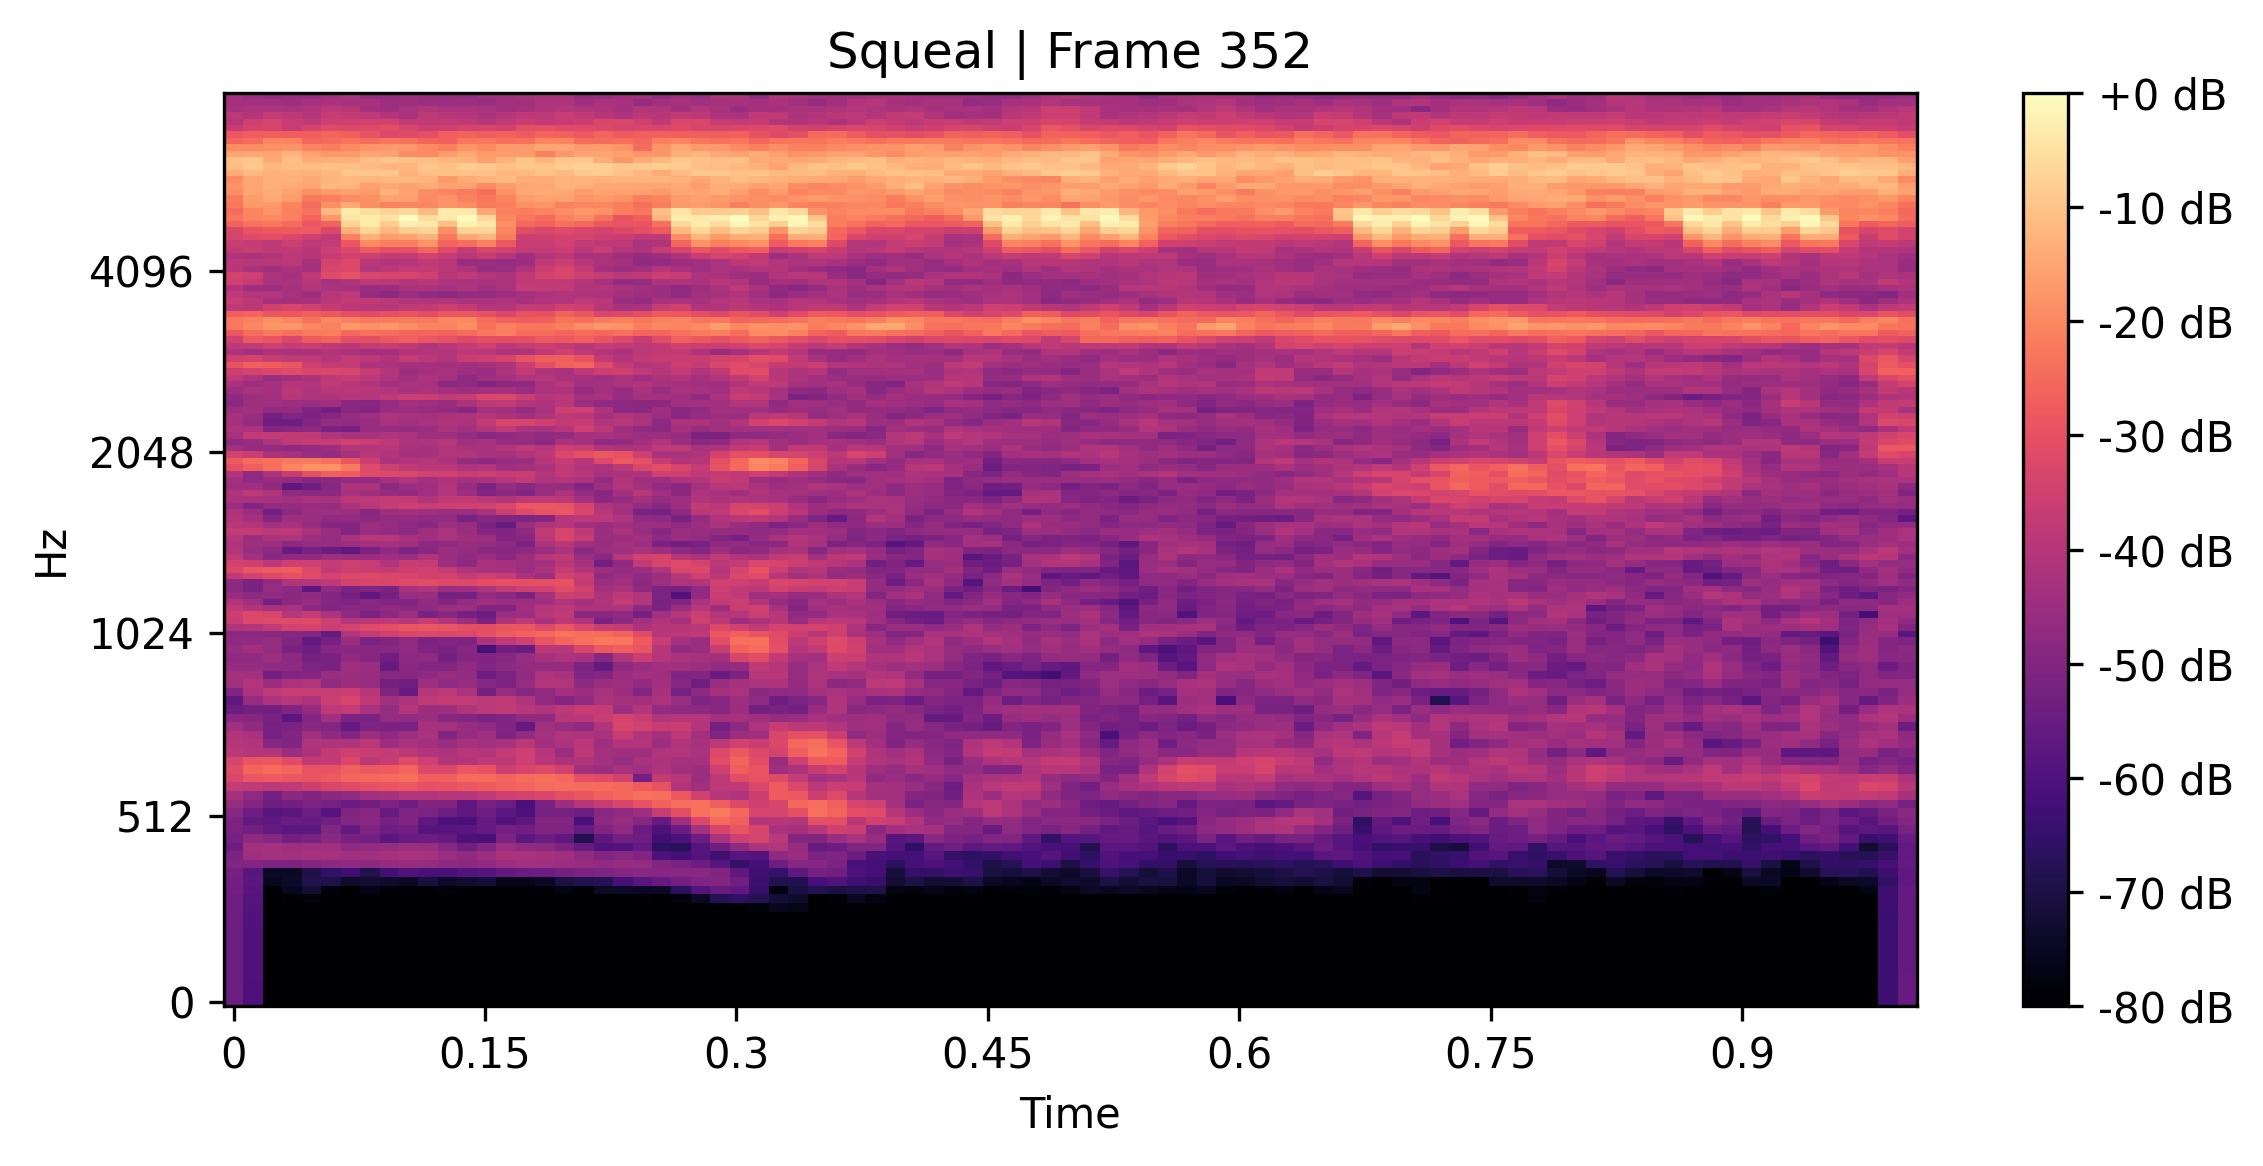 Squeal | Frame 352
+0 dB
-10 dB
-20 dB
-30 dB
-40 dB
-50 dB
-60 dB
-70 dB
-80 dB
Hz
4096
2048
1024
512
0
0 0.15 0.3 0.45 0.6 0.75 0.9
Time